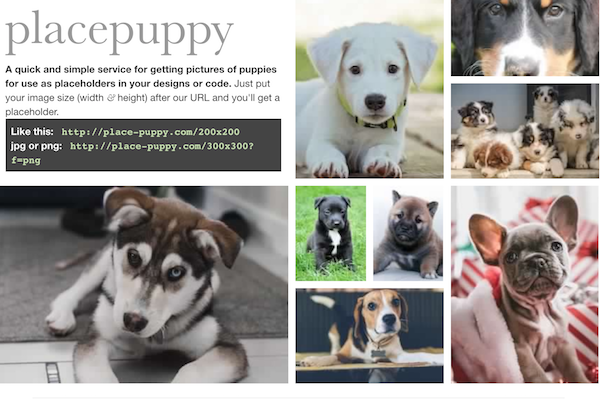 placepuppy
A quick and simple service for getting pictures of puppies
for use as placeholders in your designs or code. Just put
your image size (width & height) after our URL and you'll get a
placeholder.
Like this: http://place-puppy.com/200x200
jpg or png: http://place-puppy.com/300x300?
f=png